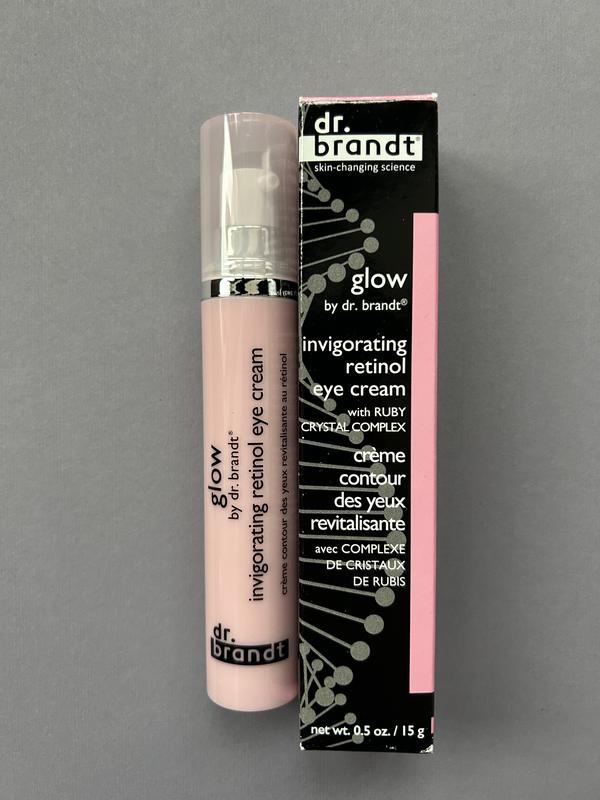 glow
by dr. brandt®
invigorating retinol eye cream
crème contour des yeux revitalisante au rétinol
dr.
brandt
dr.
brandt®
skin-changing science
glow
by dr. brandt®
invigorating
retinol
eye cream
with RUBY
CRYSTAL COMPLEX
crème
contour
des yeux
revitalisante
avec COMPLEXE
DE CRISTAUX
DE RUBIS
net wt. 0.5 oz. / 15 g